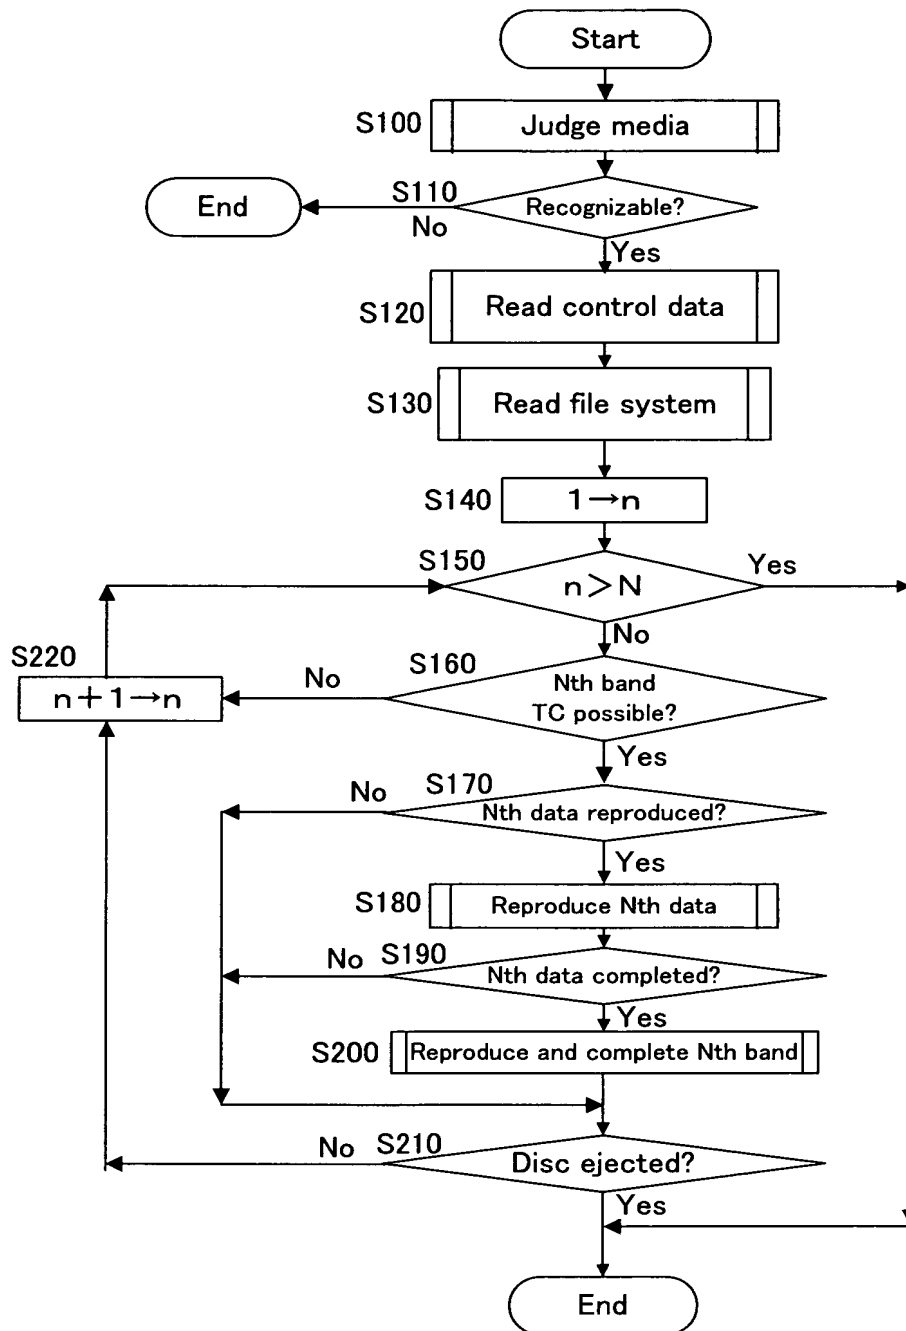 Start
S100
Judge media
End
S110
No
Recognizable?
Yes
S120
Read control data
S130
Read file system
S140
1→n
S150
n>N
Yes
No
S220
n+1→n
No
S160
Nth band
TC possible?
Yes
No
S170
Nth data reproduced?
Yes
S180
Reproduce Nth data
No
S190
Nth data completed?
Yes
S200
Reproduce and complete Nth band
No
S210
Disc ejected?
Yes
End